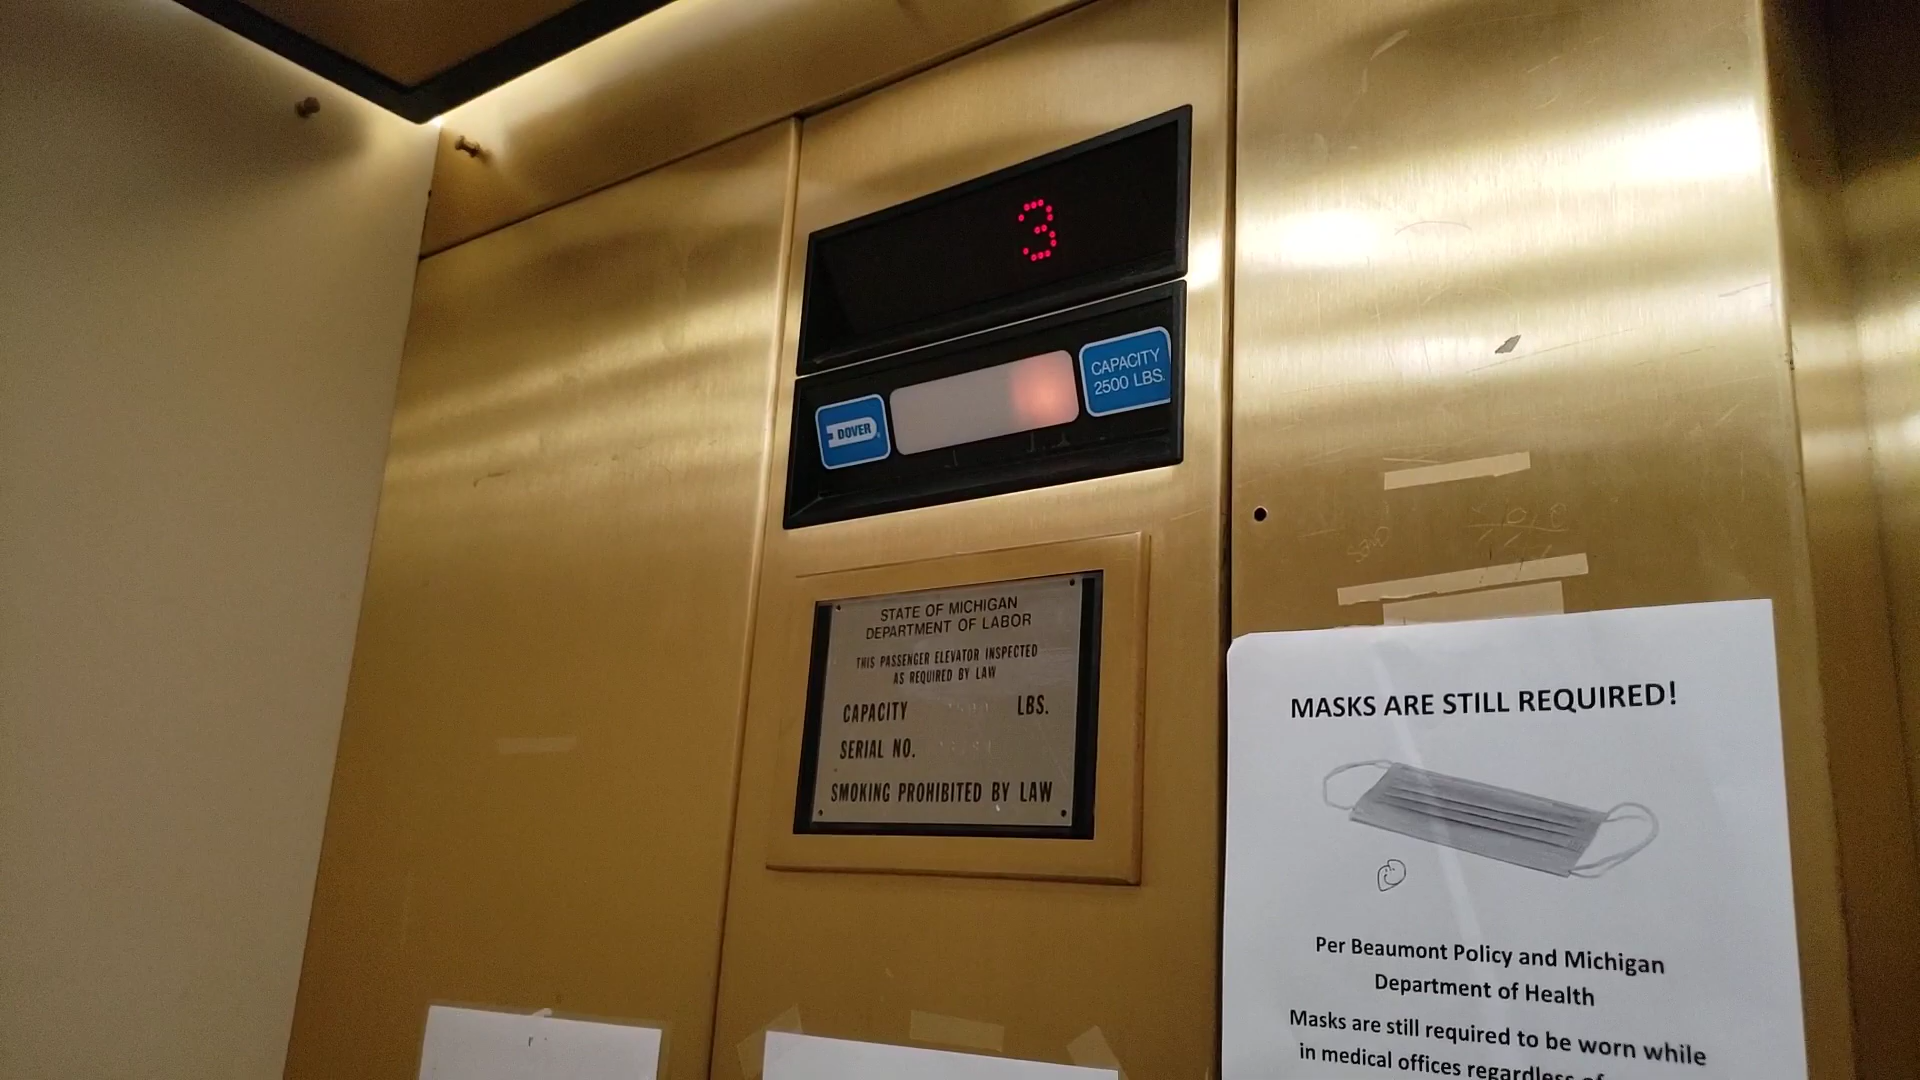 3
DOVER
CAPACITY
2500 LBS.
STATE OF MICHIGAN
DEPARTMENT OF LABOR
THIS PASSENGER ELEVATOR INSPECTED
AS REQUIRED BY LAW
CAPACITY LBS.
SERIAL NO.
SMOKING PROHIBITED BY LAW
MASKS ARE STILL REQUIRED!
Per Beaumont Policy and Michigan
Department of Health
Masks are still required to be worn while
in medical offices regardless of